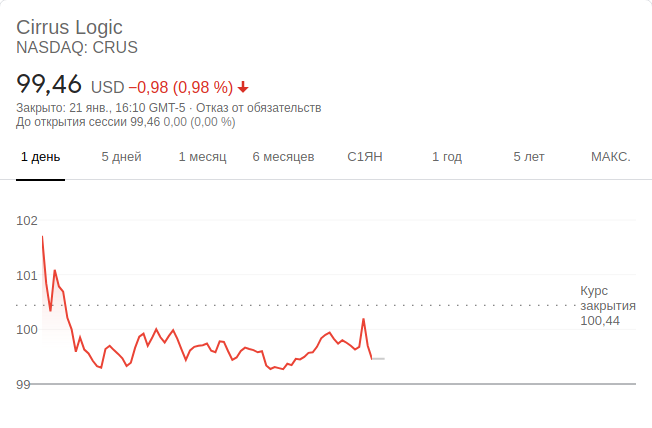 Cirrus Logic
NASDAQ: CRUS
99,46 USD −0,98 (0,98 %)
Закрыто: 21 янв., 16:10 GMT-5 · Отказ от обязательств
До открытия сессии 99,46 0,00 (0,00 %)
1 день 5 дней 1 месяц 6 месяцев С1ЯН 1 год 5 лет МАКС.
102
101
Курс
закрытия
100,44
100
99